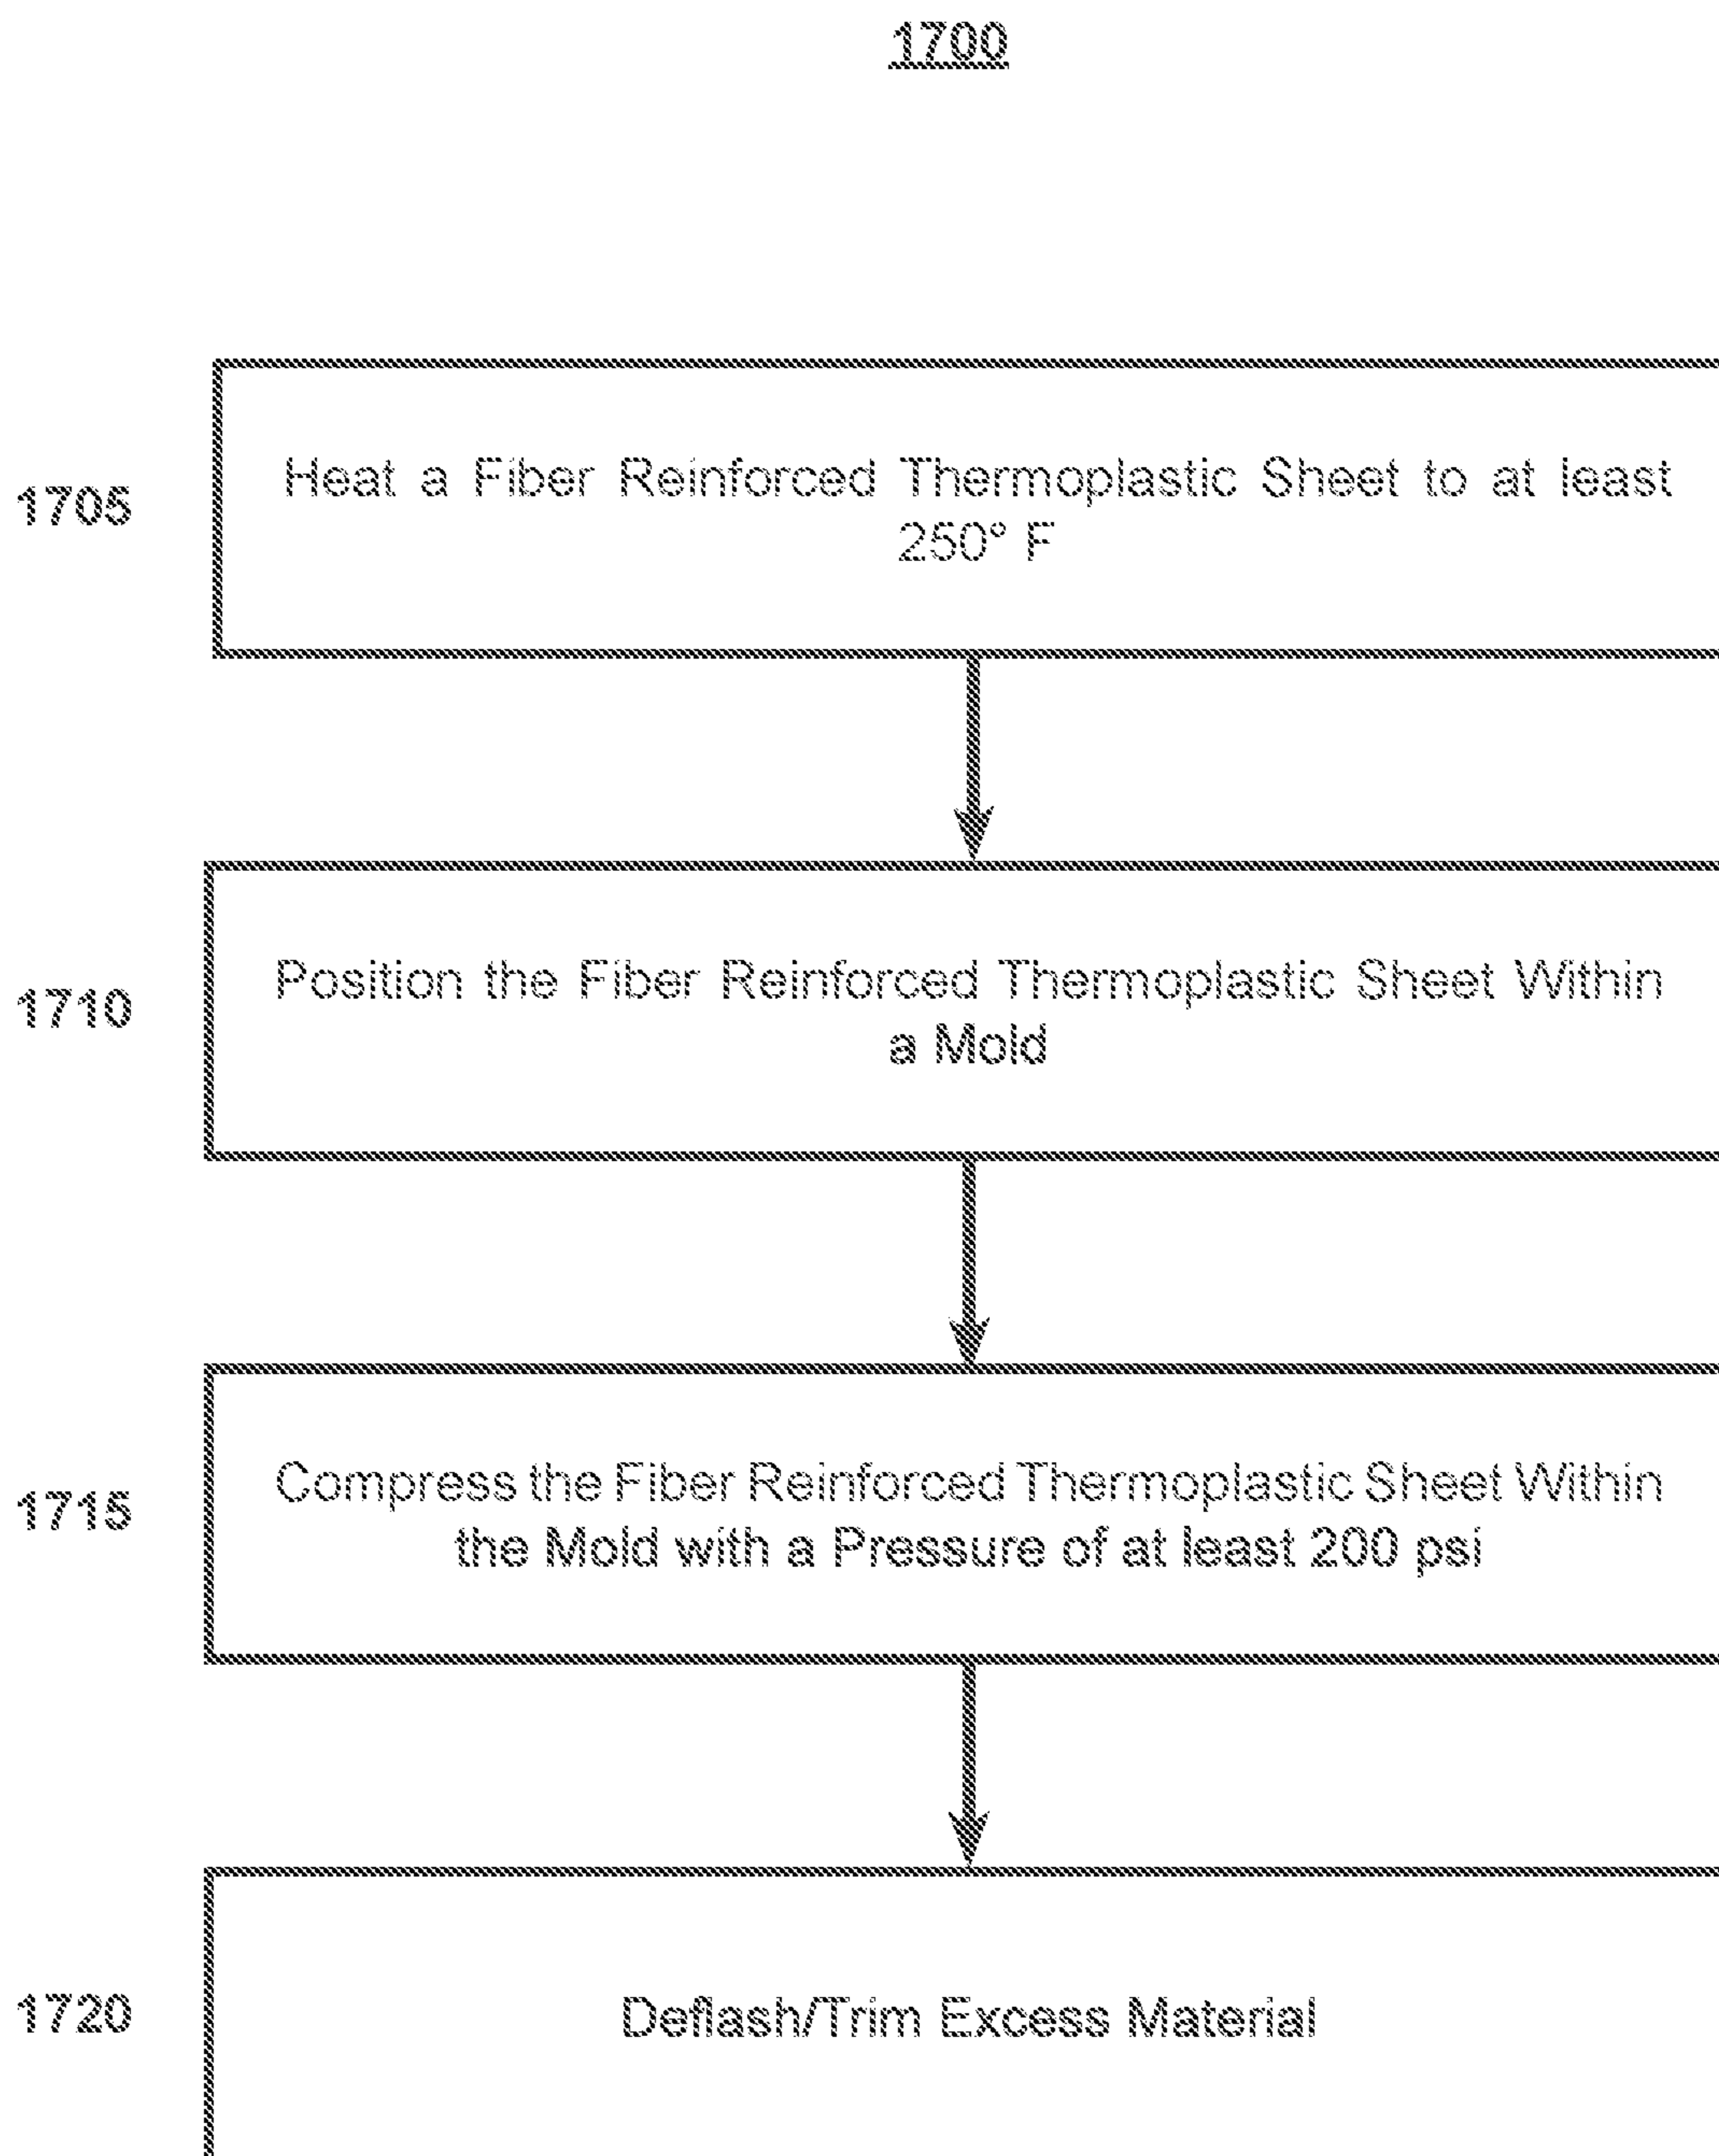 1700
1705
Heat a Fiber Reinforced Thermoplastic Sheet to at least
250° F
1710
Position the Fiber Reinforced Thermoplastic Sheet Within
a Mold
1715
Compress the Fiber Reinforced Thermoplastic Sheet Within
the Mold with a Pressure of at least 200 psi
1720
Deflash/Trim Excess Material